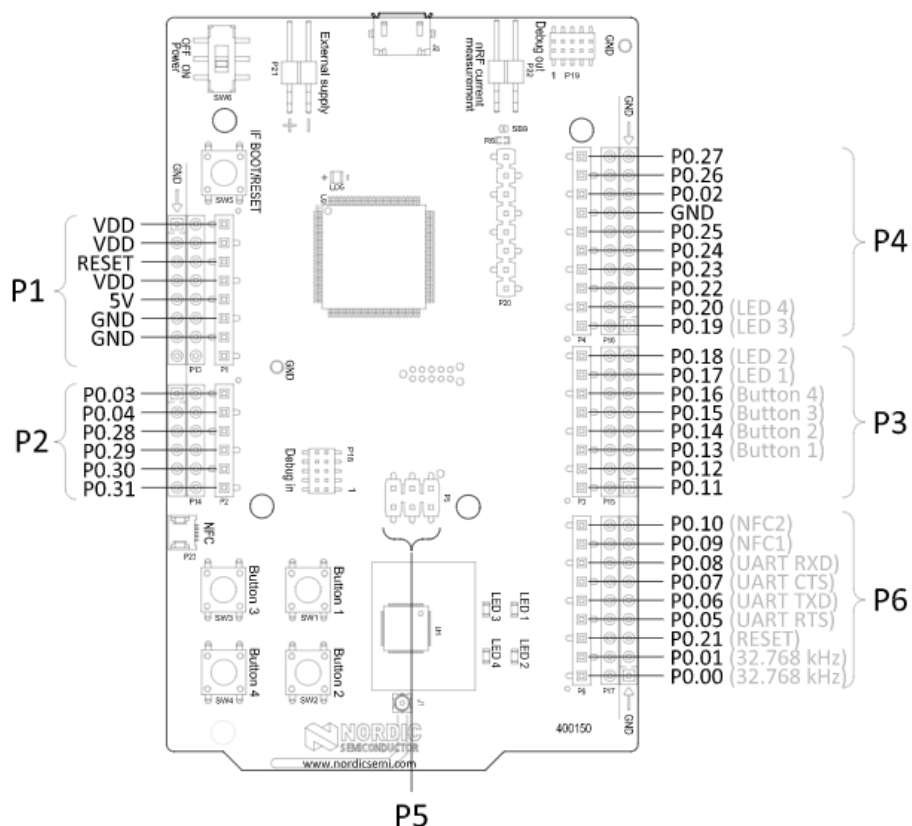 OFF ON
Power
SW6
P21
External supply
+ −
J2
nRF current
measurement
P22
Debug out
1 P19
GND
GND
SB9
IF BOOT/RESET
SW5
GND
+ −
LD5
P20
P1
VDD
VDD
RESET
VDD
5V
GND
GND
P13
P1
P2
P0.03
P0.04
P0.28
P0.29
P0.30
P0.31
P14
P2
GND
P18
Debug in
1
P5
P4
P0.27
P0.26
P0.02
GND
P0.25
P0.24
P0.23
P0.22
P0.20 (LED 4)
P0.19 (LED 3)
P4
P16
P3
P0.18 (LED 2)
P0.17 (LED 1)
P0.16 (Button 4)
P0.15 (Button 3)
P0.14 (Button 2)
P0.13 (Button 1)
P0.12
P0.11
P3
P15
P6
P0.10 (NFC2)
P0.09 (NFC1)
P0.08 (UART RXD)
P0.07 (UART CTS)
P0.06 (UART TXD)
P0.05 (UART RTS)
P0.21 (RESET)
P0.01 (32.768 kHz)
P0.00 (32.768 kHz)
P6
P17
GND
NFC
P23
Button 3
SW3
Button 1
SW1
Button 4
SW4
Button 2
SW2
U1
LED 3
LED 1
LED 4
LED 2
J1
NORDIC
SEMICONDUCTOR
www.nordicsemi.com
400150
P5